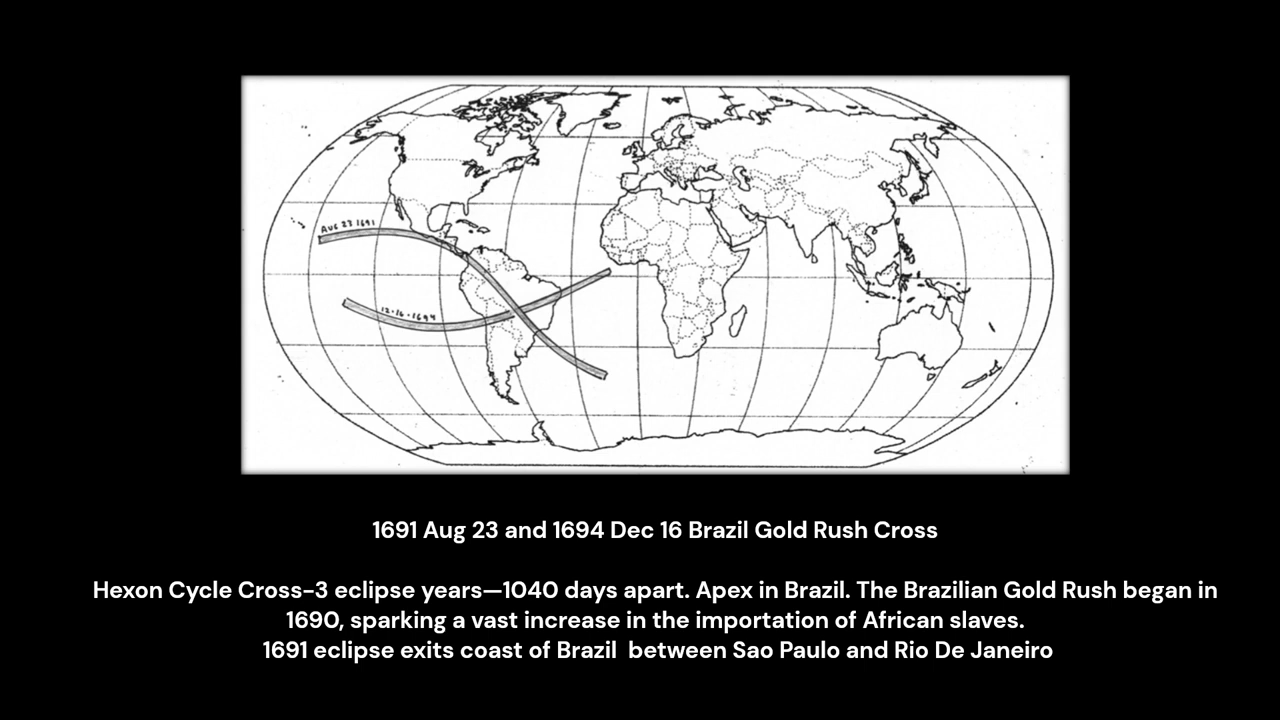 AUG 23 1691
12-16-1694
1691 Aug 23 and 1694 Dec 16 Brazil Gold Rush Cross
Hexon Cycle Cross-3 eclipse years—1040 days apart. Apex in Brazil. The Brazilian Gold Rush began in
1690, sparking a vast increase in the importation of African slaves.
1691 eclipse exits coast of Brazil  between Sao Paulo and Rio De Janeiro